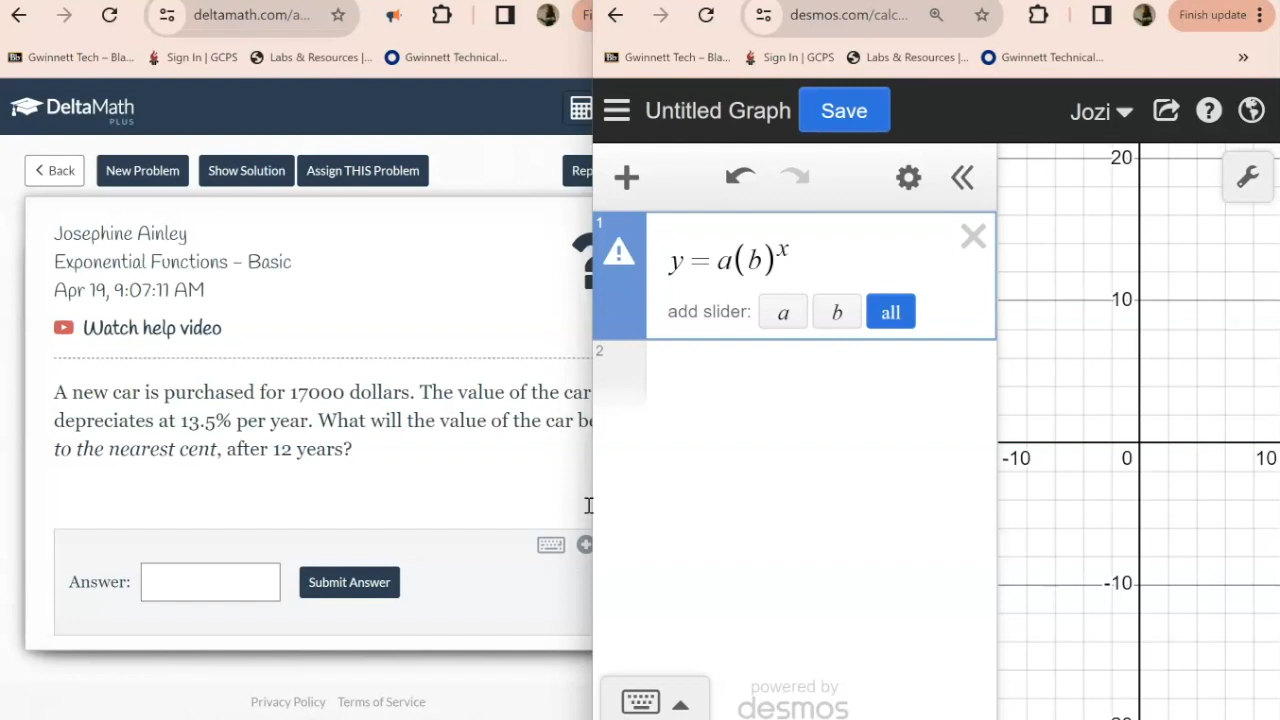 deltamath.com/a...
Fi
Gwinnett Tech – Bla...
Sign In | GCPS
Labs & Resources |...
Gwinnett Technical...
DeltaMath
PLUS
Back
New Problem
Show Solution
Assign THIS Problem
Rep
Josephine Ainley
Exponential Functions – Basic
Apr 19, 9:07:11 AM
Watch help video
A new car is purchased for 17000 dollars. The value of the car
depreciates at 13.5% per year. What will the value of the car be
to the nearest cent, after 12 years?
Answer:
Submit Answer
Privacy Policy
Terms of Service
desmos.com/calc...
Finish update
Gwinnett Tech – Bla...
Sign In | GCPS
Labs & Resources |...
Gwinnett Technical...
»
Untitled Graph
Save
Jozi
1
y = a(b)^x
add slider: a b all
2
powered by
desmos
20
10
-10
0
10
-10